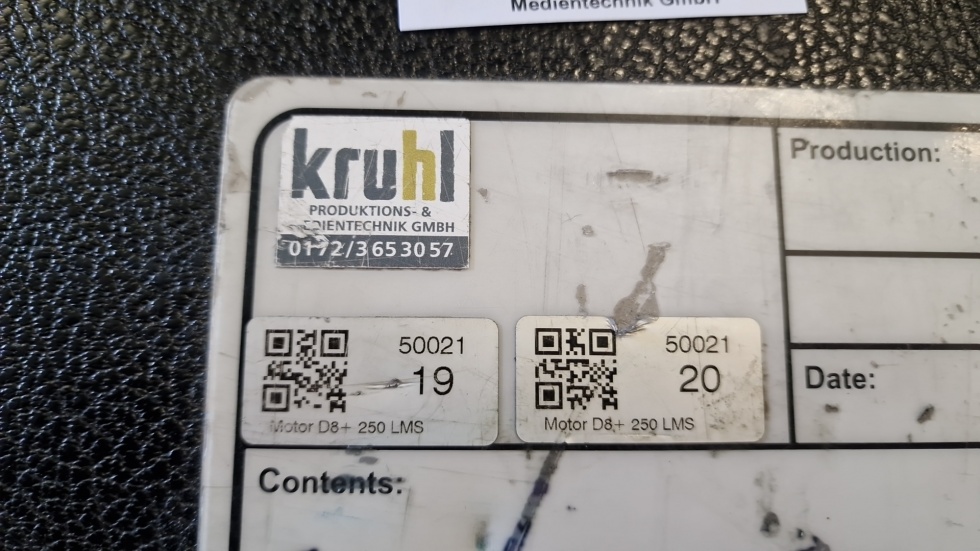 Medientechnik GmbH
kruhl
PRODUKTIONS- &
MEDIENTECHNIK GMBH
0172/3653057
Production:
50021
19
Motor D8+ 250 LMS
50021
20
Motor D8+ 250 LMS
Date:
Contents: